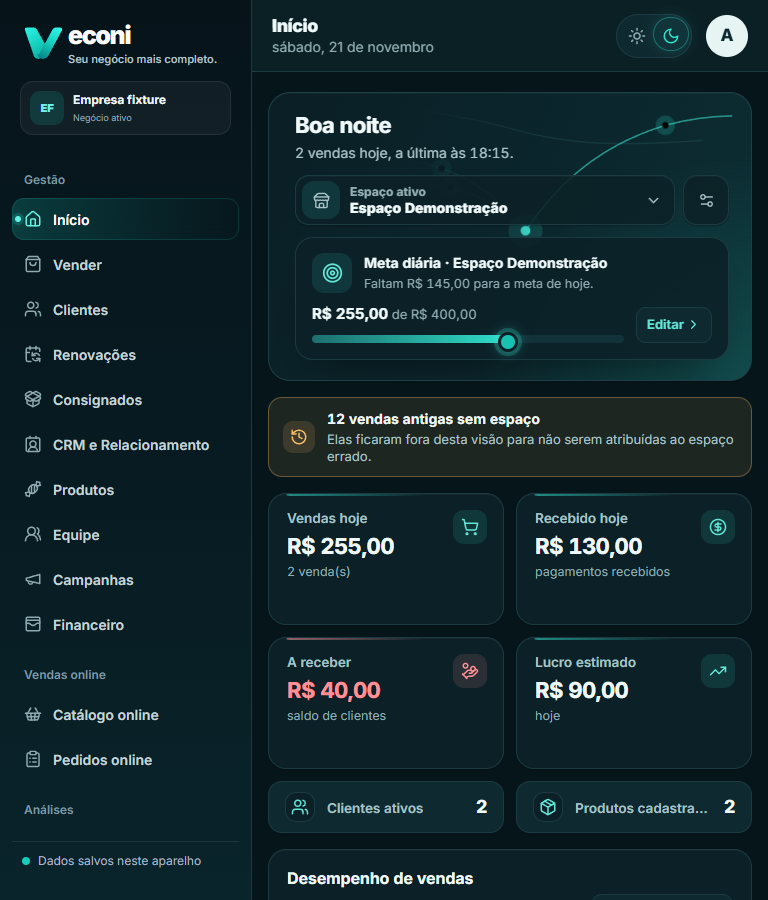 Veconi
Seu negócio mais completo.
EF
Empresa fixture
Negócio ativo
Gestão
Início
Vender
Clientes
Renovações
Consignados
CRM e Relacionamento
Produtos
Equipe
Campanhas
Financeiro
Vendas online
Catálogo online
Pedidos online
Análises
Dados salvos neste aparelho
Início
sábado, 21 de novembro
A
Boa noite
2 vendas hoje, a última às 18:15.
Espaço ativo
Espaço Demonstração
Meta diária · Espaço Demonstração
Faltam R$ 145,00 para a meta de hoje.
R$ 255,00 de R$ 400,00
Editar
12 vendas antigas sem espaço
Elas ficaram fora desta visão para não serem atribuídas ao espaço
errado.
Vendas hoje
R$ 255,00
2 venda(s)
Recebido hoje
R$ 130,00
pagamentos recebidos
A receber
R$ 40,00
saldo de clientes
Lucro estimado
R$ 90,00
hoje
Clientes ativos 2
Produtos cadastra... 2
Desempenho de vendas